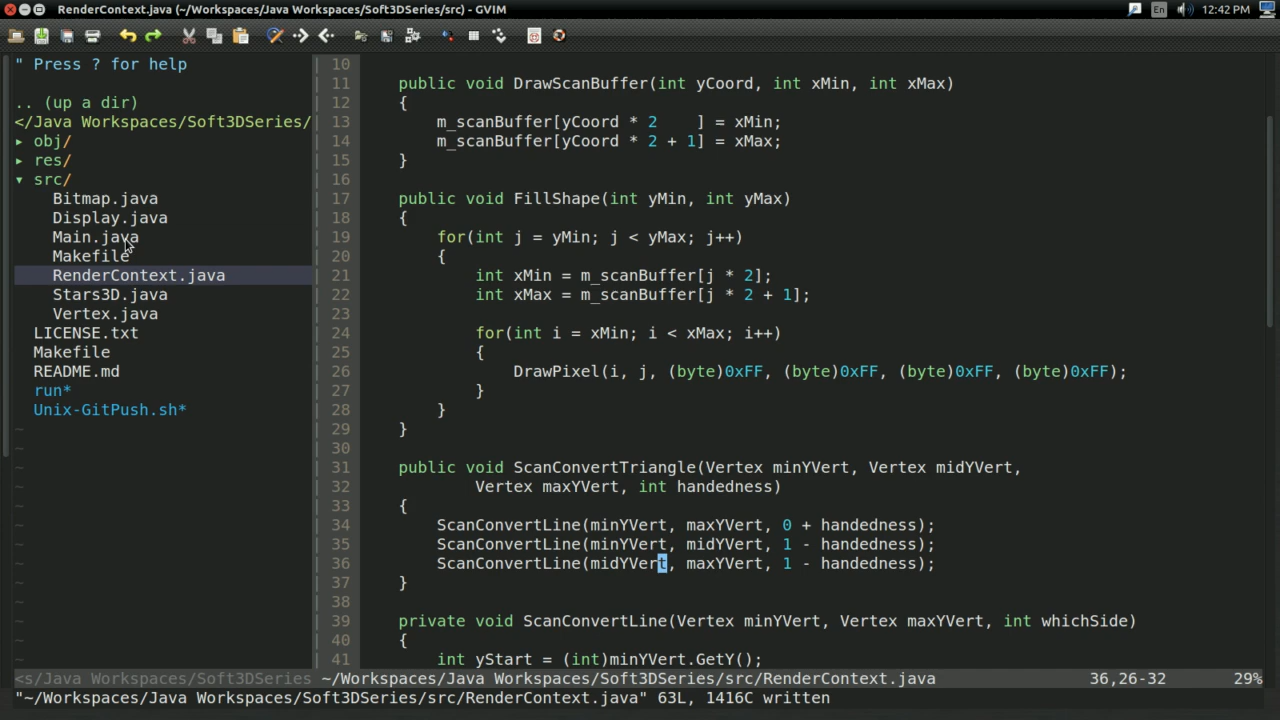 RenderContext.java (~/Workspaces/Java Workspaces/Soft3DSeries/src) - GVIM
En
12:42 PM
" Press ? for help
.. (up a dir)
</Java Workspaces/Soft3DSeries/
▸ obj/
▸ res/
▾ src/
Bitmap.java
Display.java
Main.java
Makefile
RenderContext.java
Stars3D.java
Vertex.java
LICENSE.txt
Makefile
README.md
run*
Unix-GitPush.sh*
~
~
~
~
~
~
~
~
~
~
~
~
~
10
11 public void DrawScanBuffer(int yCoord, int xMin, int xMax)
12 {
13 m_scanBuffer[yCoord * 2    ] = xMin;
14 m_scanBuffer[yCoord * 2 + 1] = xMax;
15 }
16
17 public void FillShape(int yMin, int yMax)
18 {
19 for(int j = yMin; j < yMax; j++)
20 {
21 int xMin = m_scanBuffer[j * 2];
22 int xMax = m_scanBuffer[j * 2 + 1];
23
24 for(int i = xMin; i < xMax; i++)
25 {
26 DrawPixel(i, j, (byte)0xFF, (byte)0xFF, (byte)0xFF, (byte)0xFF);
27 }
28 }
29 }
30
31 public void ScanConvertTriangle(Vertex minYVert, Vertex midYVert,
32 Vertex maxYVert, int handedness)
33 {
34 ScanConvertLine(minYVert, maxYVert, 0 + handedness);
35 ScanConvertLine(minYVert, midYVert, 1 - handedness);
36 ScanConvertLine(midYVert, maxYVert, 1 - handedness);
37 }
38
39 private void ScanConvertLine(Vertex minYVert, Vertex maxYVert, int whichSide)
40 {
41 int yStart = (int)minYVert.GetY();
<s/Java Workspaces/Soft3DSeries ~/Workspaces/Java Workspaces/Soft3DSeries/src/RenderContext.java 36,26-32 29%
"~/Workspaces/Java Workspaces/Soft3DSeries/src/RenderContext.java" 63L, 1416C written